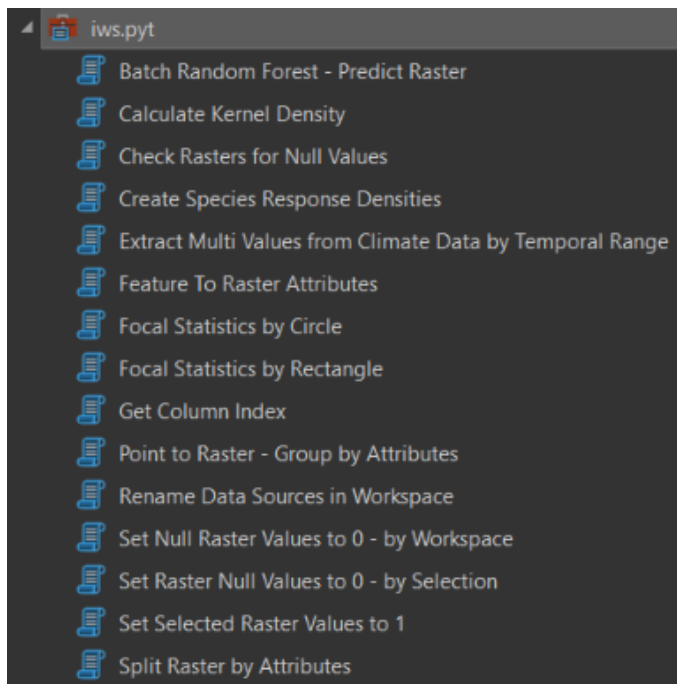 iws.pyt
Batch Random Forest - Predict Raster
Calculate Kernel Density
Check Rasters for Null Values
Create Species Response Densities
Extract Multi Values from Climate Data by Temporal Range
Feature To Raster Attributes
Focal Statistics by Circle
Focal Statistics by Rectangle
Get Column Index
Point to Raster - Group by Attributes
Rename Data Sources in Workspace
Set Null Raster Values to 0 - by Workspace
Set Raster Null Values to 0 - by Selection
Set Selected Raster Values to 1
Split Raster by Attributes